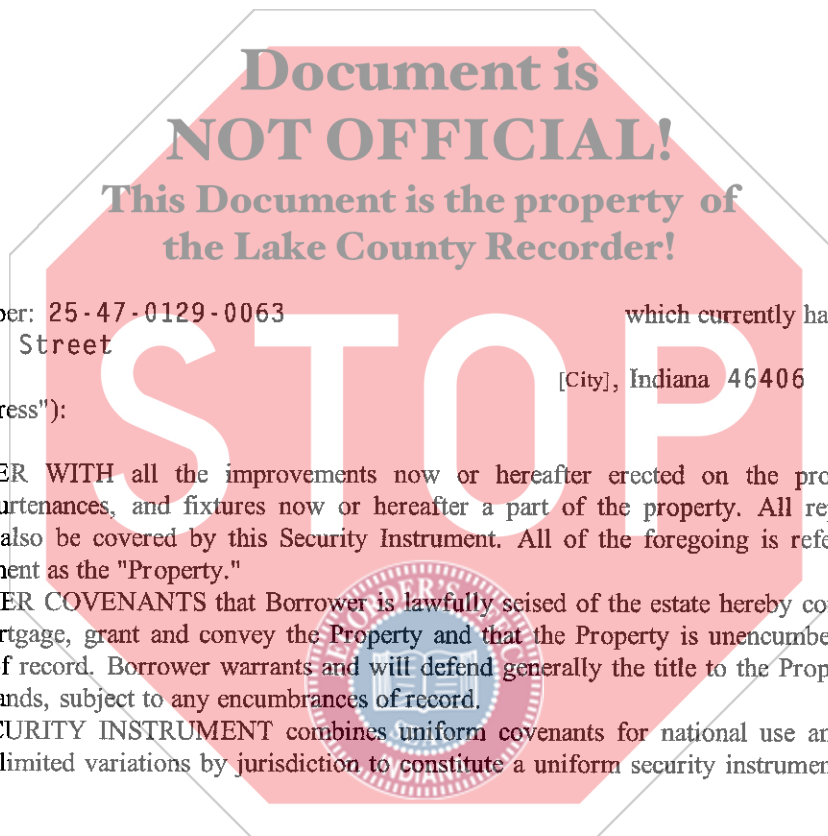 Document is
NOT OFFICIAL!
This Document is the property of
the Lake County Recorder!
ber: 25-47-0129-0063 which currently ha
Street
[City], Indiana 46406
ress"):
STOP
ER WITH all the improvements now or hereafter erected on the pro
urtenances, and fixtures now or hereafter a part of the property. All re
also be covered by this Security Instrument. All of the foregoing is refe
ment as the "Property."
ER COVENANTS that Borrower is lawfully seised of the estate hereby co
rtgage, grant and convey the Property and that the Property is unencumbe
f record. Borrower warrants and will defend generally the title to the Prop
ands, subject to any encumbrances of record.
CURITY INSTRUMENT combines uniform covenants for national use an
limited variations by jurisdiction to constitute a uniform security instrumen
INDIANA